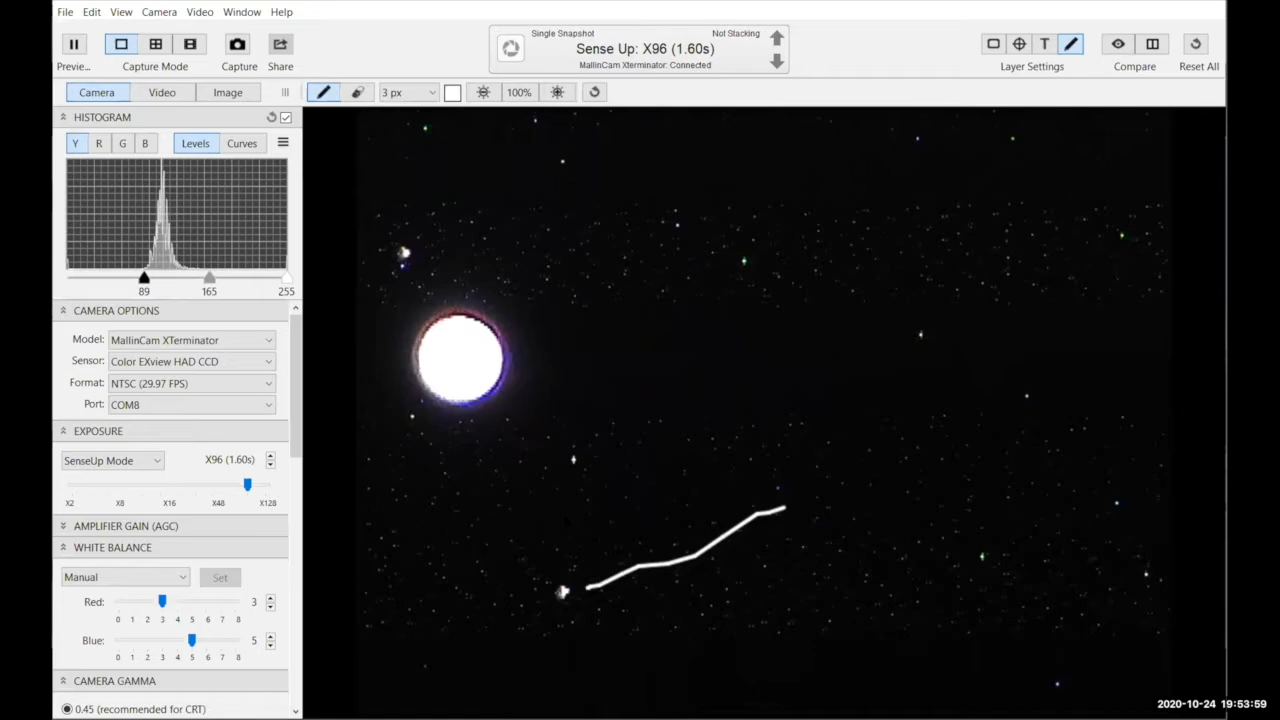 File Edit View Camera Video Window Help
Single Snapshot Not Stacking
Sense Up: X96 (1.60s)
MallinCam Xterminator: Connected
T
Previe... Capture Mode Capture Share Layer Settings Compare Reset All
Camera Video Image 3 px 100%
HISTOGRAM
Y R G B Levels Curves
89 165 255
CAMERA OPTIONS
Model: MallinCam XTerminator
Sensor: Color EXview HAD CCD
Format: NTSC (29.97 FPS)
Port: COM8
EXPOSURE
SenseUp Mode X96 (1.60s)
X2 X8 X16 X48 X128
AMPLIFIER GAIN (AGC)
WHITE BALANCE
Manual Set
Red: 3
0 1 2 3 4 5 6 7 8
Blue: 5
0 1 2 3 4 5 6 7 8
CAMERA GAMMA
0.45 (recommended for CRT)
2020-10-24 19:53:59